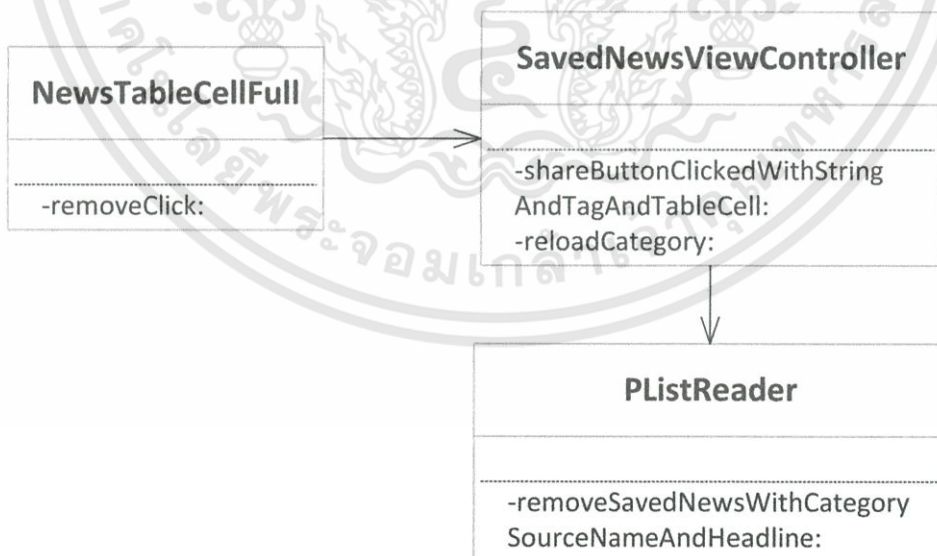 NewsTableCellFull
-removeClick:
SavedNewsViewController
-shareButtonClickedWithString
AndTagAndTableCell:
-reloadCategory:
PListReader
-removeSavedNewsWithCategory
SourceNameAndHeadline: